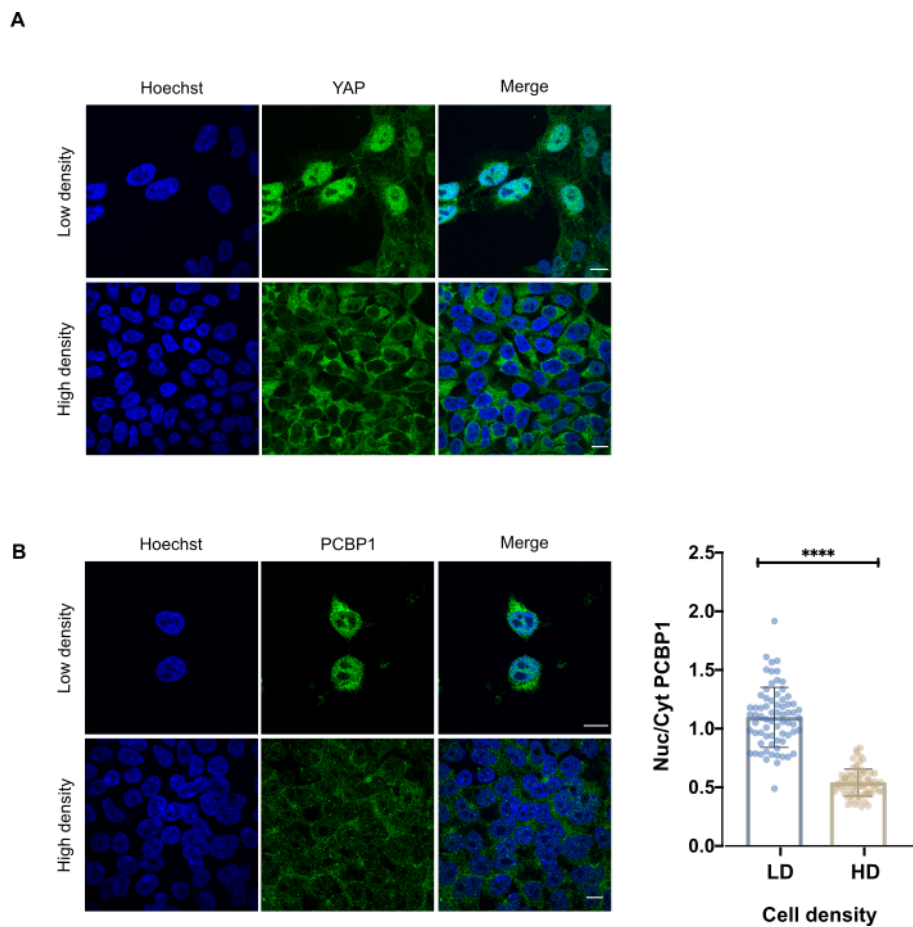 A
Hoechst YAP Merge
Low density
High density
B
Hoechst PCBP1 Merge
Low density
High density
****
2.5
2.0
1.5
1.0
0.5
0.0
Nuc/Cyt PCBP1
LD HD
Cell density